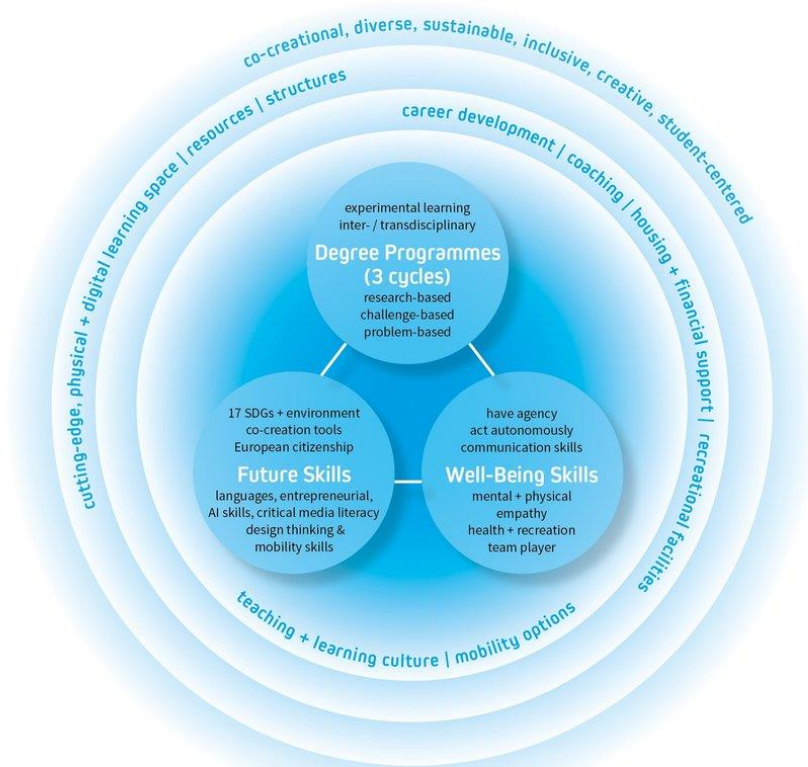 co-creational, diverse, sustainable, inclusive, creative, student-centered
cutting-edge, physical + digital learning space | resources | structures
career development | coaching | housing + financial support | recreational facilities
experimental learning
inter- / transdisciplinary
Degree Programmes
(3 cycles)
research-based
challenge-based
problem-based
17 SDGs + environment
co-creation tools
European citizenship
Future Skills
languages, entrepreneurial,
AI skills, critical media literacy
design thinking &
mobility skills
have agency
act autonomously
communication skills
Well-Being Skills
mental + physical
empathy
health + recreation
team player
teaching + learning culture | mobility options